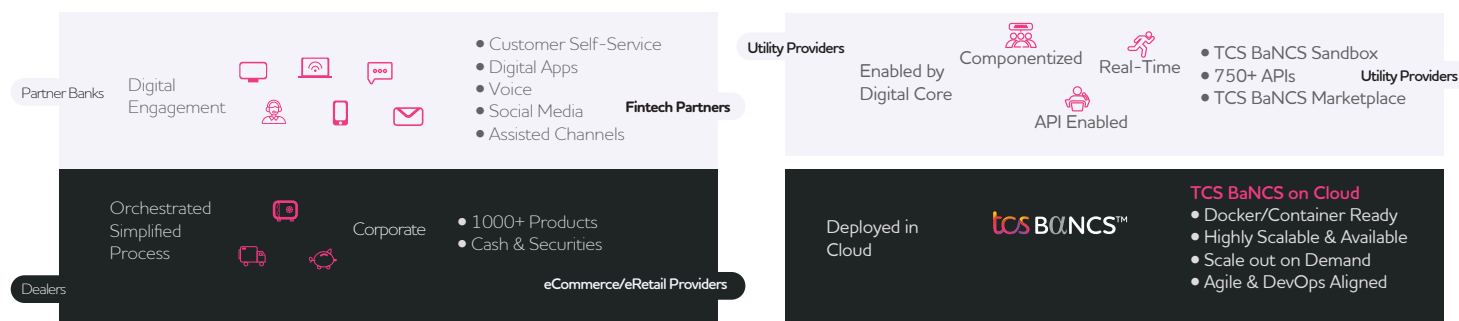 Partner Banks
Digital
Engagement
• Customer Self-Service
• Digital Apps
• Voice
• Social Media
• Assisted Channels
Fintech Partners
Utility Providers
Enabled by
Digital Core
Componentized
Real-Time
API Enabled
• TCS BaNCS Sandbox
• 750+ APIs
• TCS BaNCS Marketplace
Utility Providers
Orchestrated
Simplified
Process
Corporate
• 1000+ Products
• Cash & Securities
Dealers
eCommerce/eRetail Providers
Deployed in
Cloud
tcs BαNCS™
TCS BaNCS on Cloud
• Docker/Container Ready
• Highly Scalable & Available
• Scale out on Demand
• Agile & DevOps Aligned